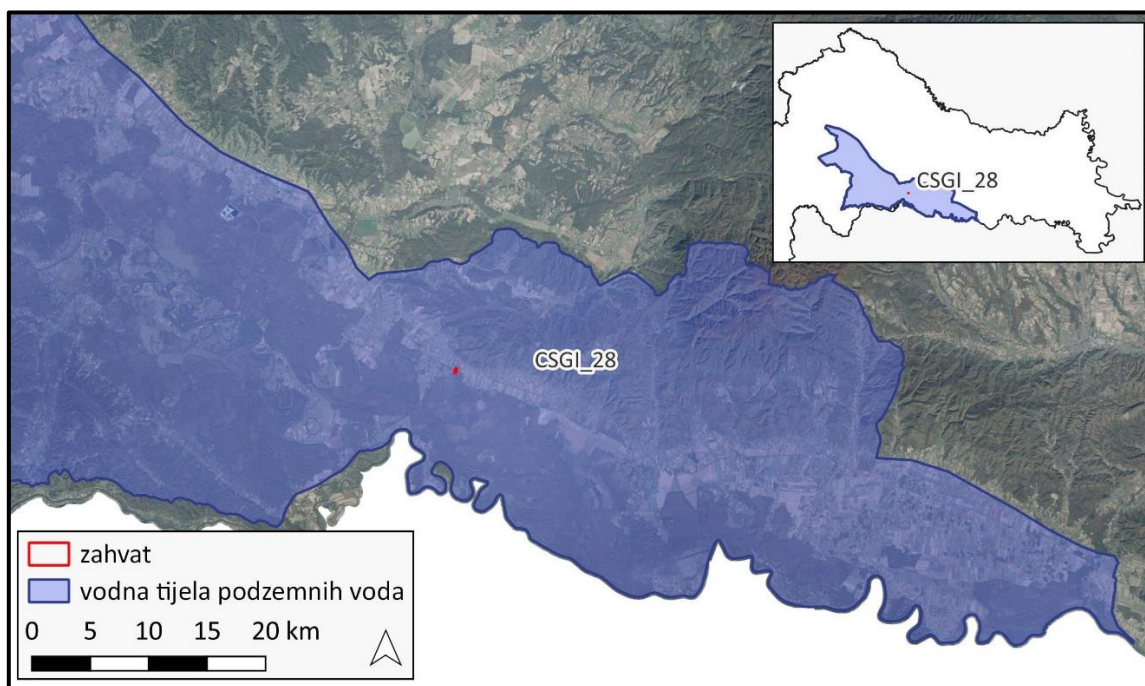 CSGI_28
CSGI_28
zahvat
vodna tijela podzemnih voda
0 5 10 15 20 km